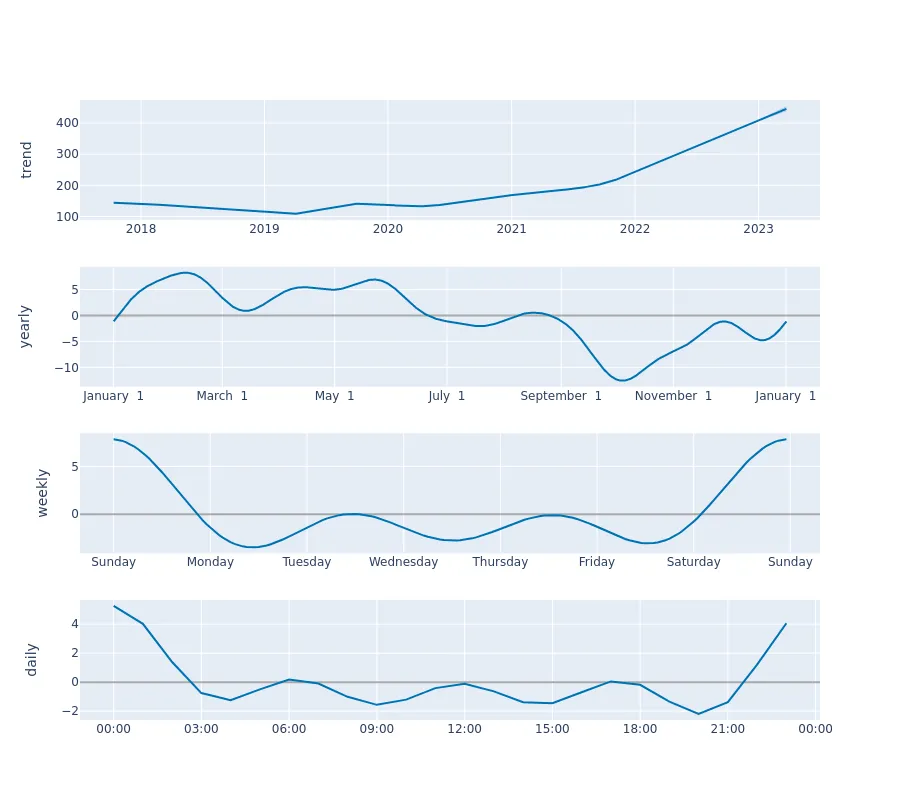 trend
400
300
200
100
2018 2019 2020 2021 2022 2023
yearly
5
0
−5
−10
January 1 March 1 May 1 July 1 September 1 November 1 January 1
weekly
5
0
Sunday Monday Tuesday Wednesday Thursday Friday Saturday Sunday
daily
4
2
0
−2
00:00 03:00 06:00 09:00 12:00 15:00 18:00 21:00 00:00